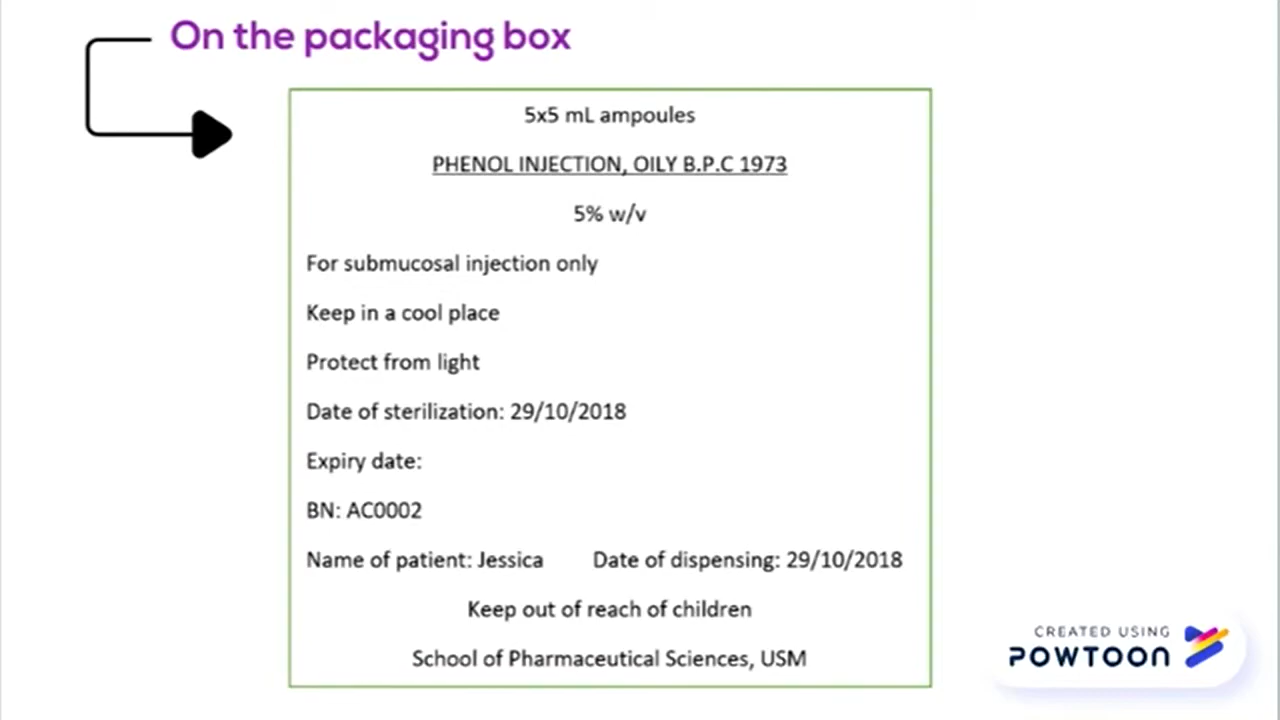 On the packaging box
5x5 mL ampoules
PHENOL INJECTION, OILY B.P.C 1973
5% w/v
For submucosal injection only
Keep in a cool place
Protect from light
Date of sterilization: 29/10/2018
Expiry date:
BN: AC0002
Name of patient: Jessica Date of dispensing: 29/10/2018
Keep out of reach of children
School of Pharmaceutical Sciences, USM
CREATED USING
POWTOON